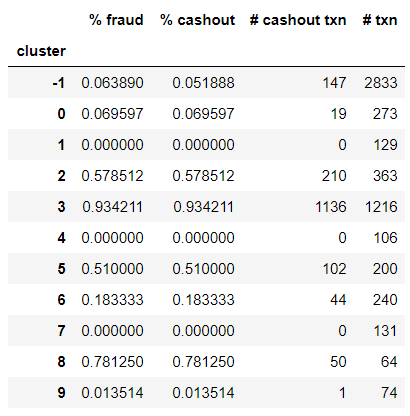 % fraud % cashout # cashout txn # txn
cluster
-1 0.063890 0.051888 147 2833
0 0.069597 0.069597 19 273
1 0.000000 0.000000 0 129
2 0.578512 0.578512 210 363
3 0.934211 0.934211 1136 1216
4 0.000000 0.000000 0 106
5 0.510000 0.510000 102 200
6 0.183333 0.183333 44 240
7 0.000000 0.000000 0 131
8 0.781250 0.781250 50 64
9 0.013514 0.013514 1 74